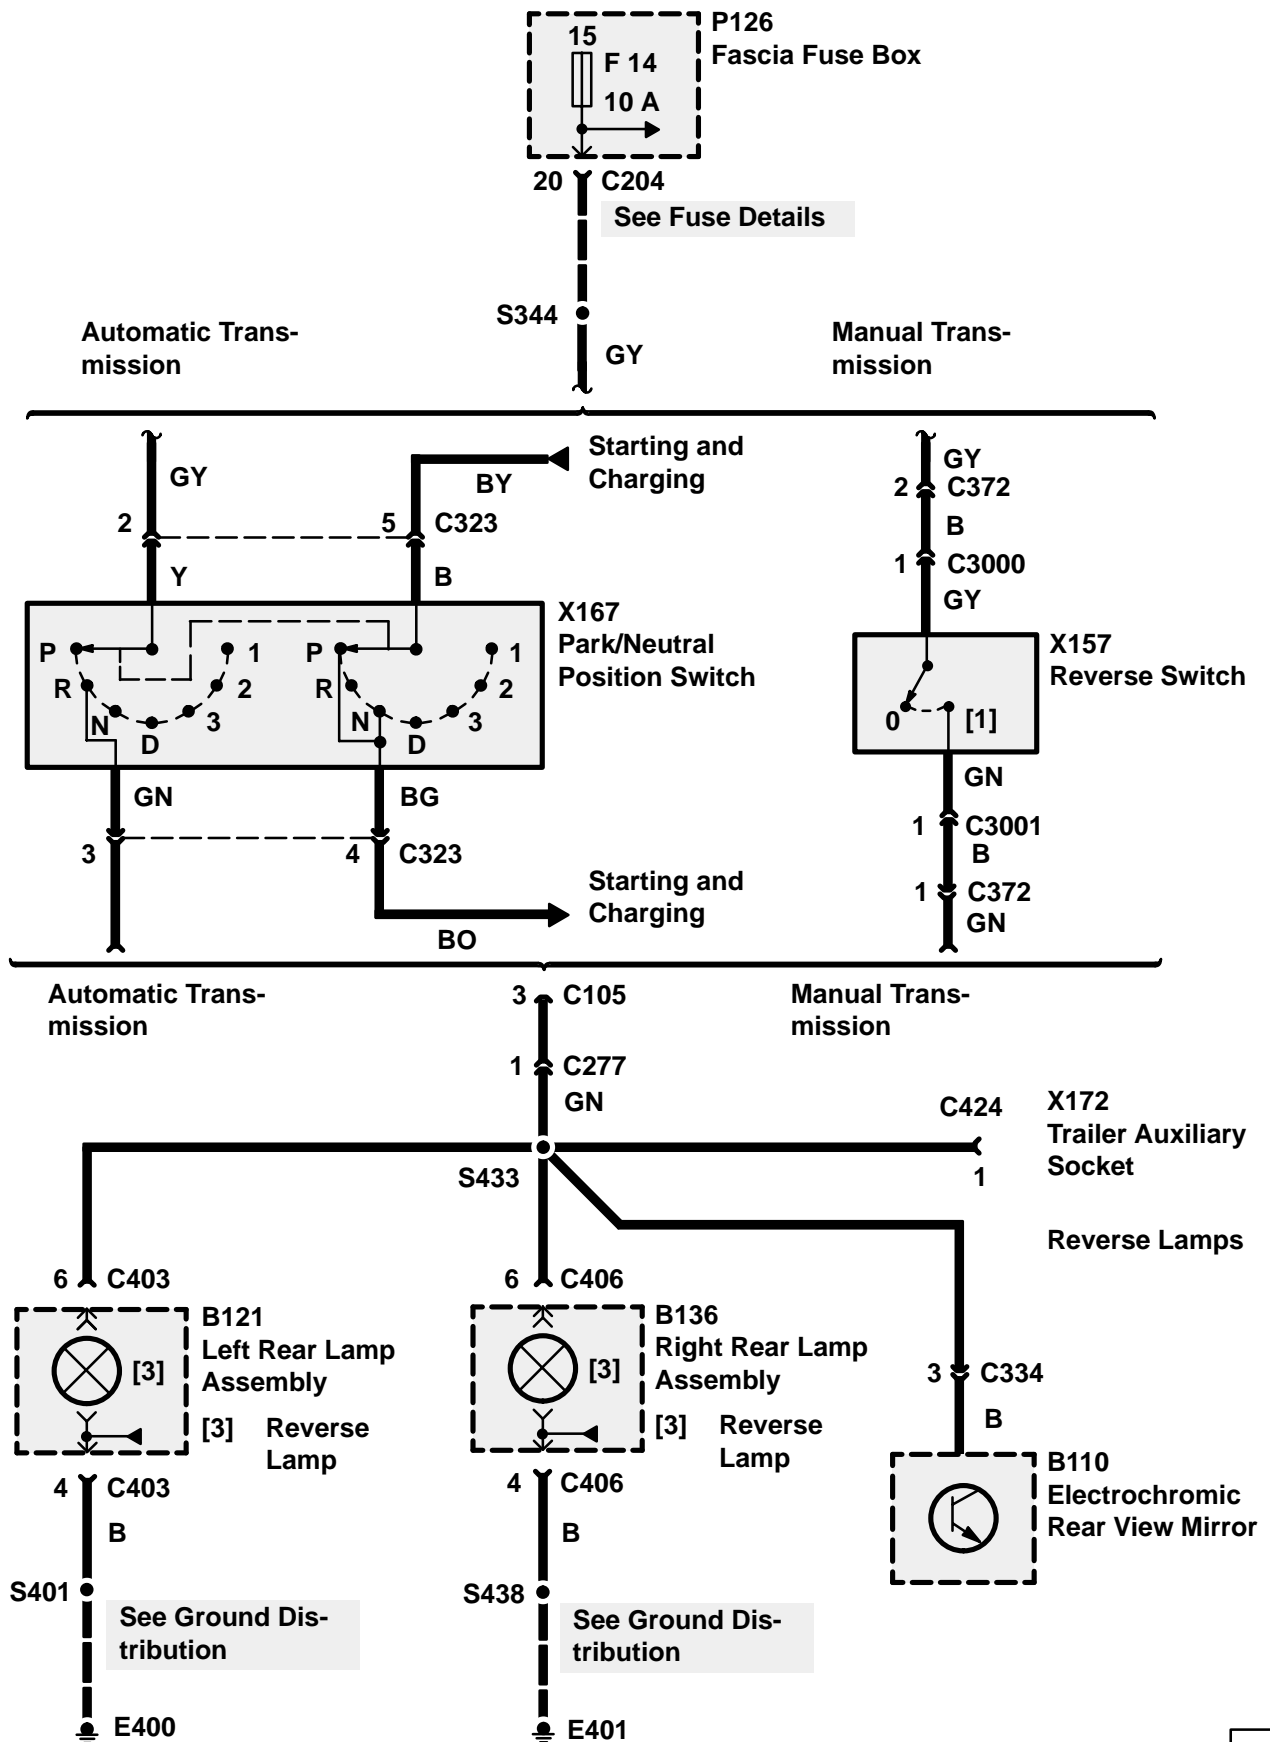 P126
Fascia Fuse Box
15
F 14
10 A
20
C204
See Fuse Details
S344
GY
Automatic Trans-
mission
Manual Trans-
mission
GY
BY
Starting and
Charging
2
5
C323
Y
B
X167
Park/Neutral
Position Switch
P
R
N
D
3
2
1
P
R
N
D
3
2
1
GN
BG
3
4
C323
BO
Starting and
Charging
GY
2
C372
B
1
C3000
GY
X157
Reverse Switch
0
[1]
GN
1
C3001
B
1
C372
GN
Automatic Trans-
mission
Manual Trans-
mission
3
C105
1
C277
GN
S433
C424
1
X172
Trailer Auxiliary
Socket
Reverse Lamps
6
C403
B121
Left Rear Lamp
Assembly
[3]
[3] Reverse
Lamp
4
C403
B
S401
See Ground Dis-
tribution
E400
6
C406
B136
Right Rear Lamp
Assembly
[3]
[3] Reverse
Lamp
4
C406
B
S438
See Ground Dis-
tribution
E401
3
C334
B
B110
Electrochromic
Rear View Mirror